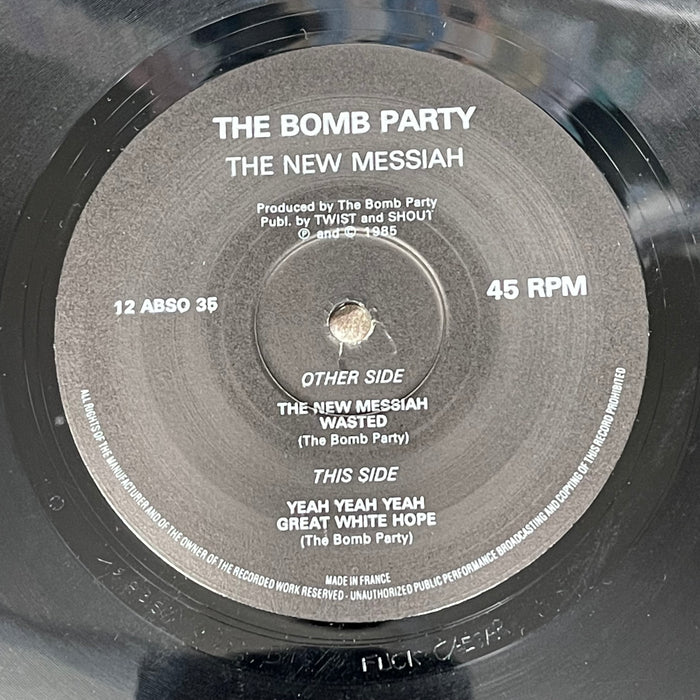 THE BOMB PARTY
THE NEW MESSIAH
Produced by The Bomb Party
Publ. by TWIST and SHOUT
℗ and © 1985
12 ABSO 35
45 RPM
OTHER SIDE
THE NEW MESSIAH
WASTED
(The Bomb Party)
THIS SIDE
YEAH YEAH YEAH
GREAT WHITE HOPE
(The Bomb Party)
MADE IN FRANCE
ALL RIGHTS OF THE MANUFACTURER AND OF THE OWNER OF THE RECORDED WORK RESERVED - UNAUTHORIZED PUBLIC PERFORMANCE BROADCASTING AND COPYING OF THIS RECORD PROHIBITED
FUCK CAESAR